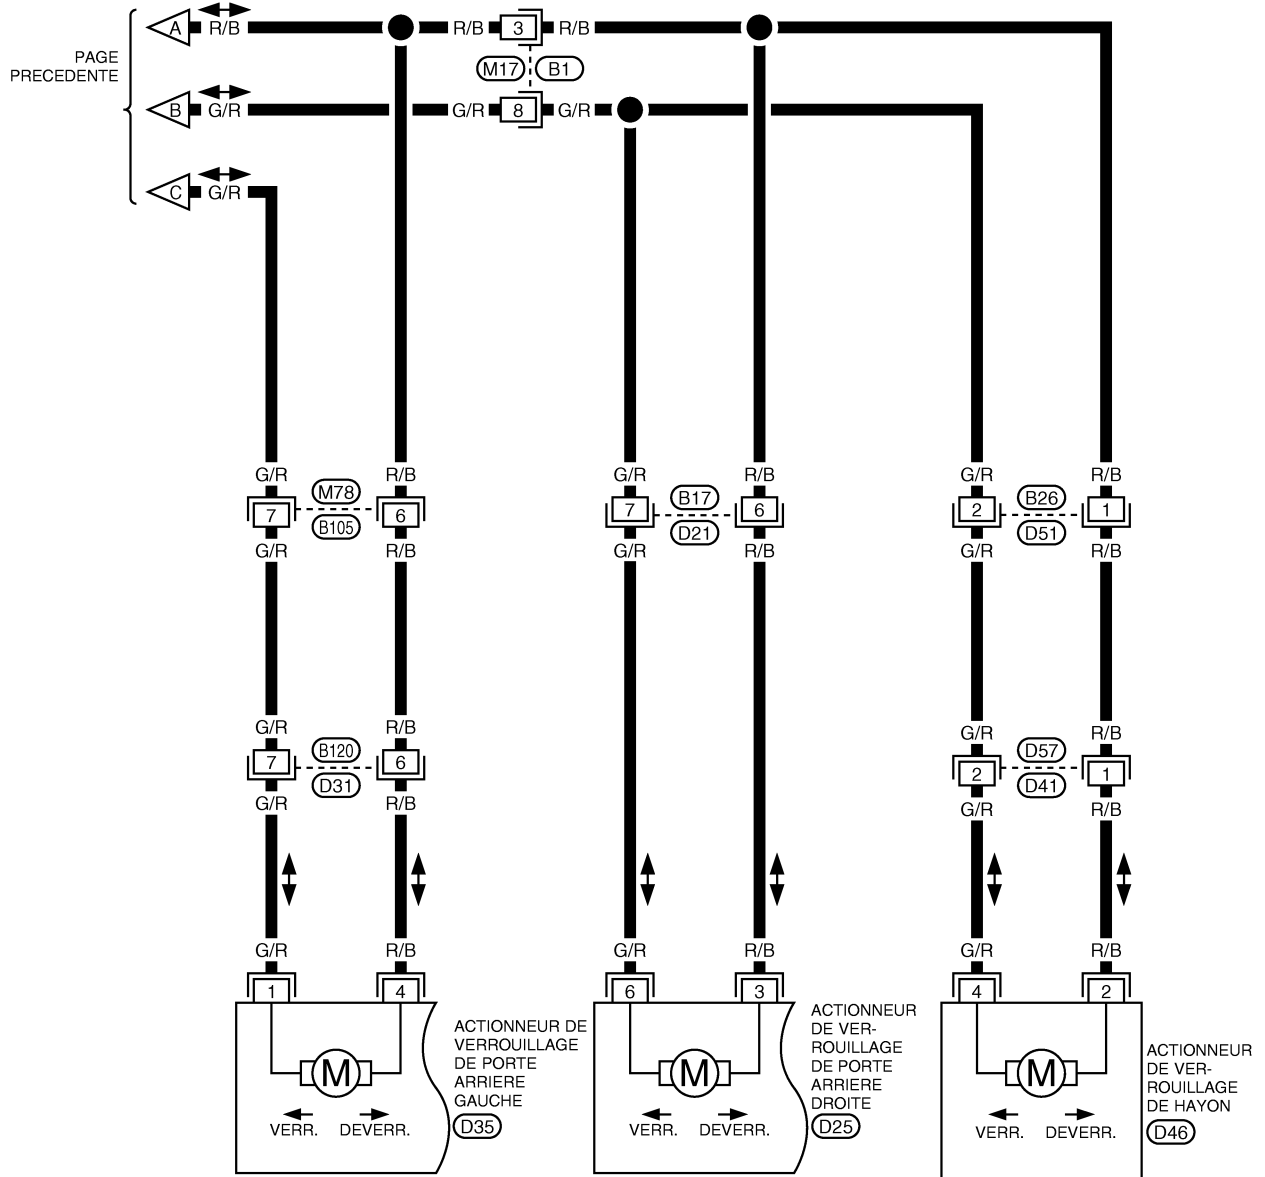 A R/B R/B 3 R/B
PAGE
PRECEDENTE
M17 B1
B G/R G/R 8 G/R
C G/R
G/R R/B G/R R/B G/R R/B
M78 B17 B26
7 6 7 6 2 1
B105 D21 D51
G/R R/B G/R R/B G/R R/B
G/R R/B G/R R/B
B120 D57
7 6 2 1
D31 D41
G/R R/B G/R R/B
G/R R/B G/R R/B G/R R/B
1 4 6 3 4 2
M
VERR. DEVERR.
ACTIONNEUR DE
VERROUILLAGE
DE PORTE
ARRIERE
GAUCHE
D35
M
VERR. DEVERR.
ACTIONNEUR
DE VER-
ROUILLAGE
DE PORTE
ARRIERE
DROITE
D25
M
VERR. DEVERR.
ACTIONNEUR
DE VER-
ROUILLAGE
DE HAYON
D46